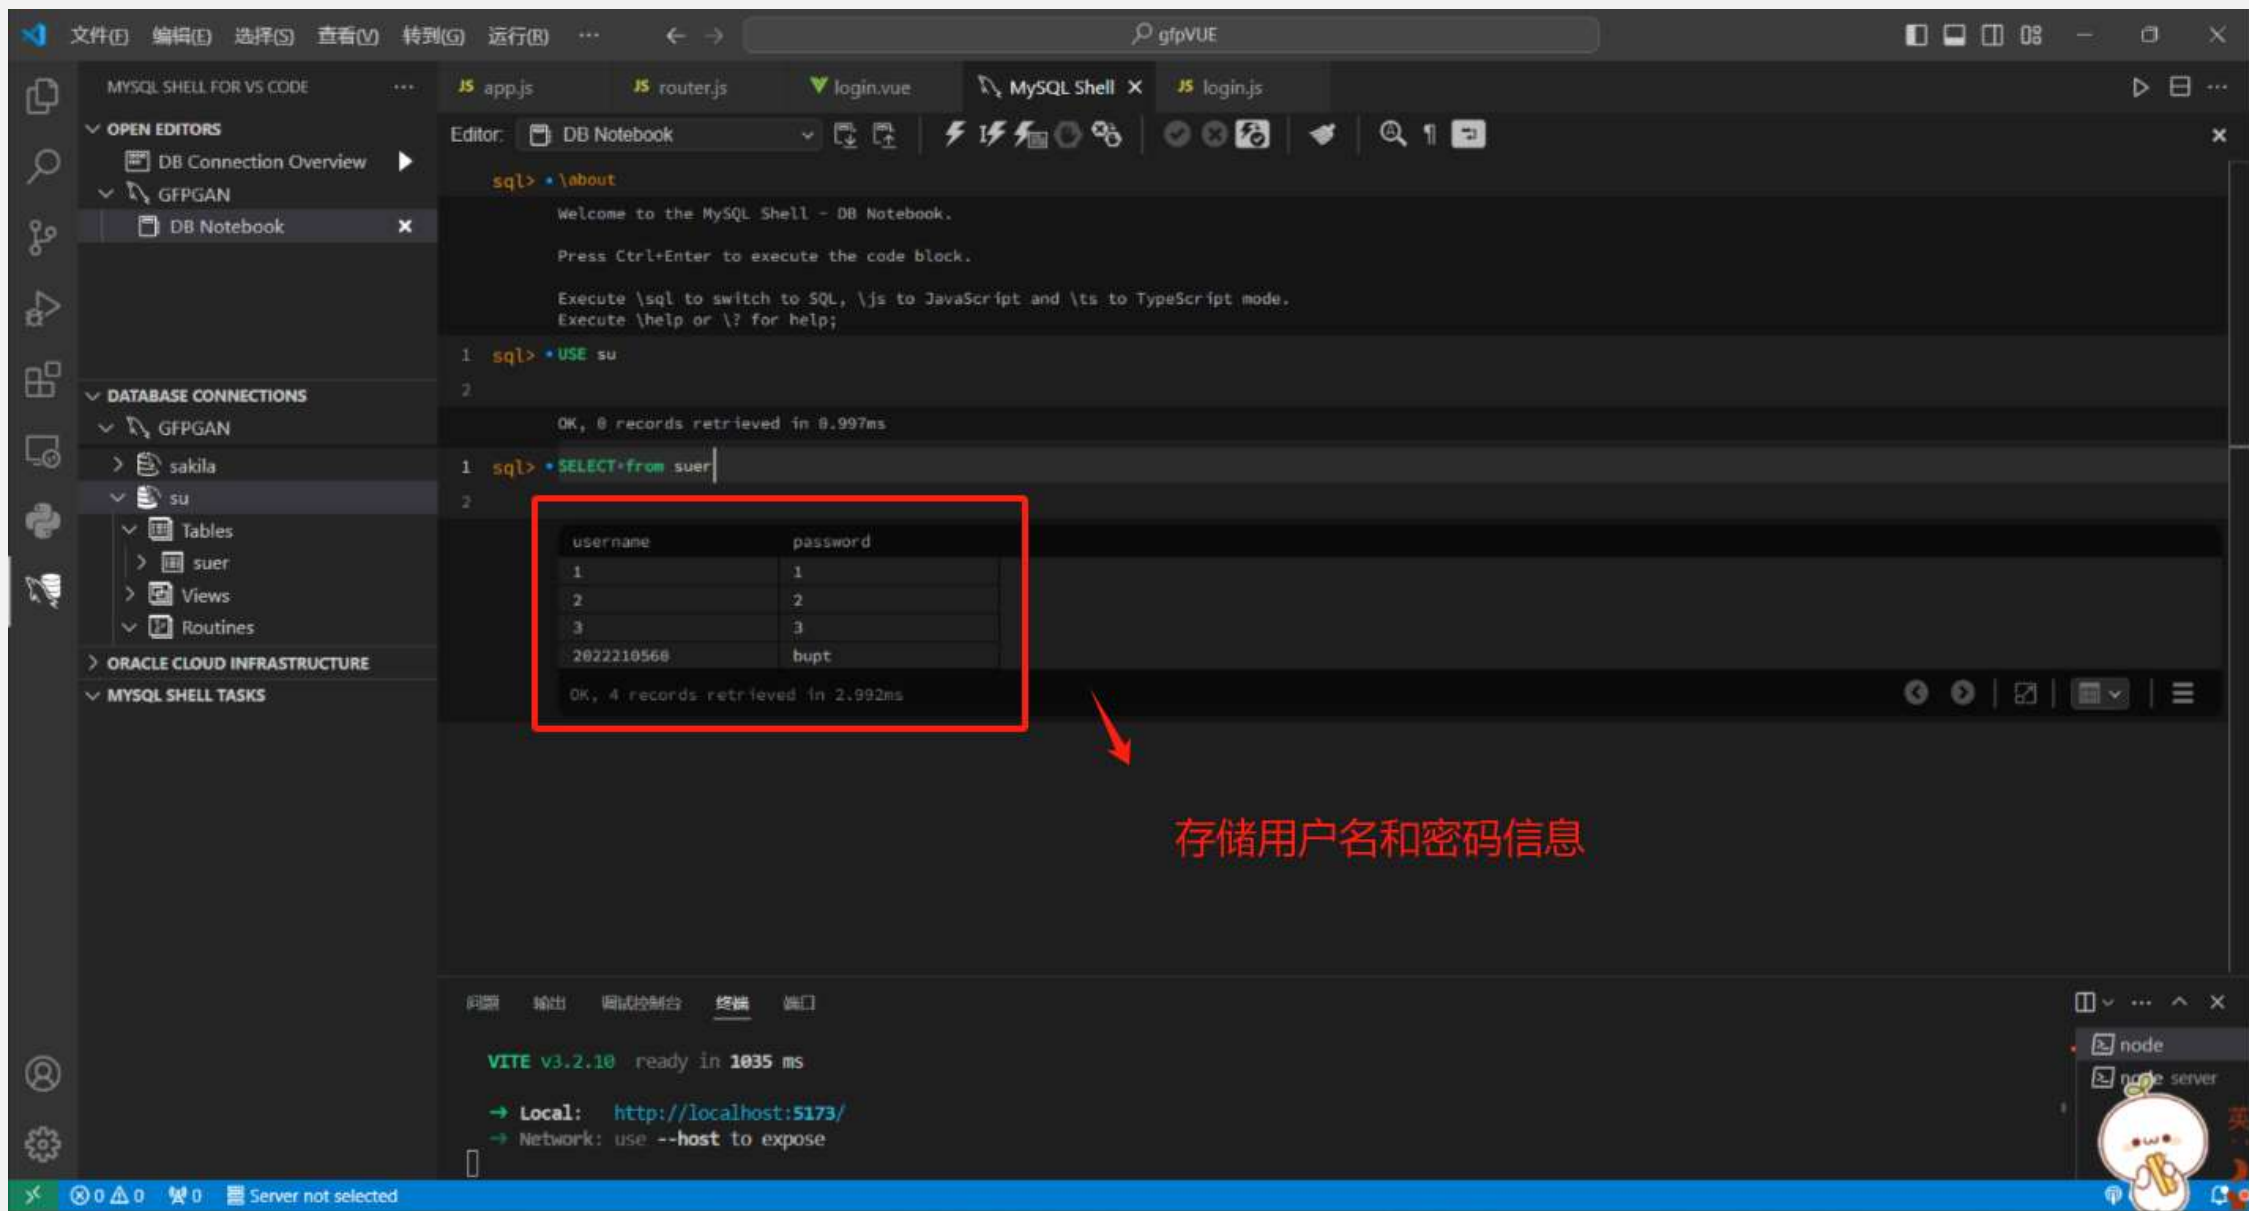 文件(F) 编辑(E) 选择(S) 查看(V) 转到(G) 运行(R) ··· gfpVUE
MYSQL SHELL FOR VS CODE ···
JS app.js JS router.js login.vue MySQL Shell JS login.js
OPEN EDITORS
DB Connection Overview
GFPGAN
DB Notebook
Editor: DB Notebook
sql> \about
Welcome to the MySQL Shell - DB Notebook.
Press Ctrl+Enter to execute the code block.
Execute \sql to switch to SQL, \js to JavaScript and \ts to TypeScript mode.
Execute \help or \? for help;
1 sql> USE su
2
OK, 0 records retrieved in 0.997ms
1 sql> SELECT·from suer
2
username password
1 1
2 2
3 3
2022210560 bupt
OK, 4 records retrieved in 2.992ms
存储用户名和密码信息
DATABASE CONNECTIONS
GFPGAN
sakila
su
Tables
suer
Views
Routines
ORACLE CLOUD INFRASTRUCTURE
MYSQL SHELL TASKS
问题 输出 调试控制台 终端 端口
VITE v3.2.10 ready in 1035 ms
→ Local: http://localhost:5173/
→ Network: use --host to expose
node
node server
英
0 0 0 Server not selected